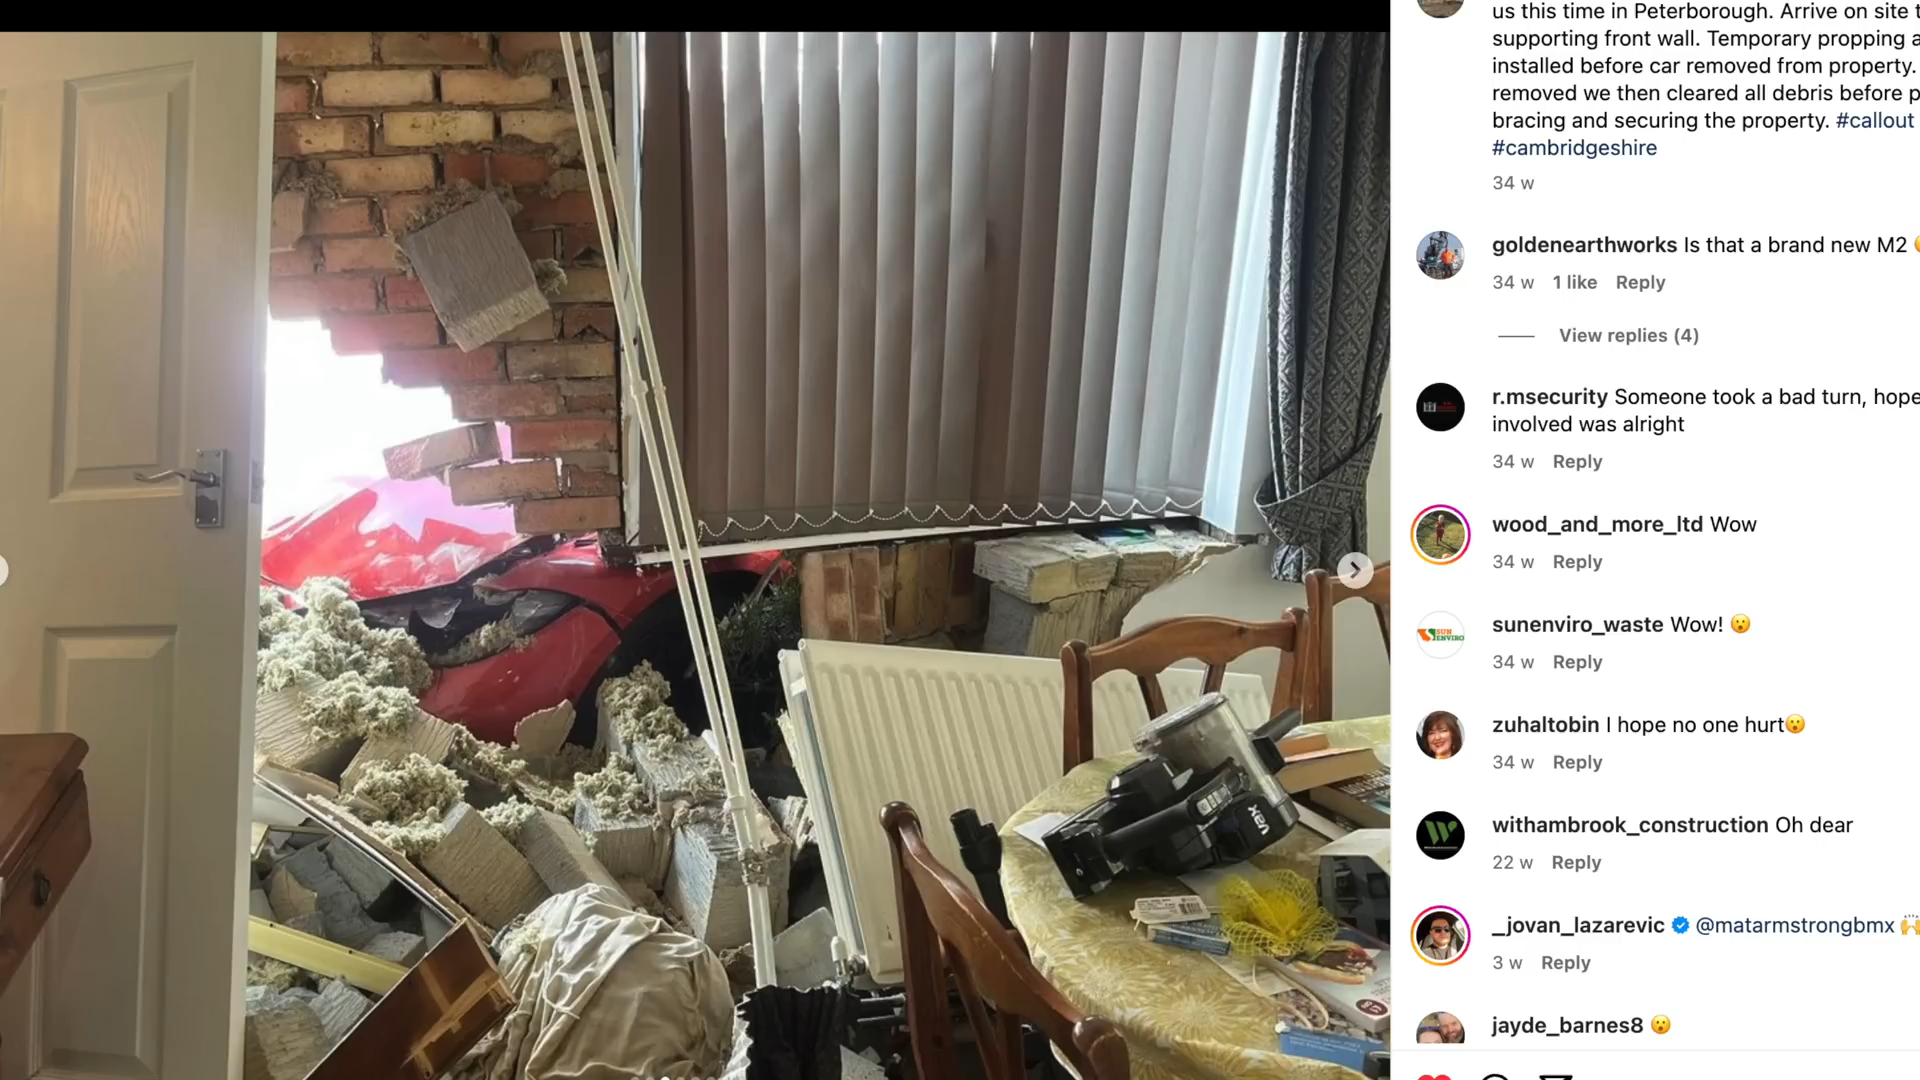 us this time in Peterborough. Arrive on site t
supporting front wall. Temporary propping a
installed before car removed from property.
removed we then cleared all debris before p
bracing and securing the property. #callout
#cambridgeshire
34 w
goldenearthworks Is that a brand new M2
34 w 1 like Reply
View replies (4)
r.msecurity Someone took a bad turn, hope
involved was alright
34 w Reply
wood_and_more_ltd Wow
34 w Reply
SUN
ENVIRO
sunenviro_waste Wow! 😮
34 w Reply
zuhaltobin I hope no one hurt😮
34 w Reply
withambrook_construction Oh dear
22 w Reply
_jovan_lazarevic @matarmstrongbmx 🙌
3 w Reply
jayde_barnes8 😮
vax